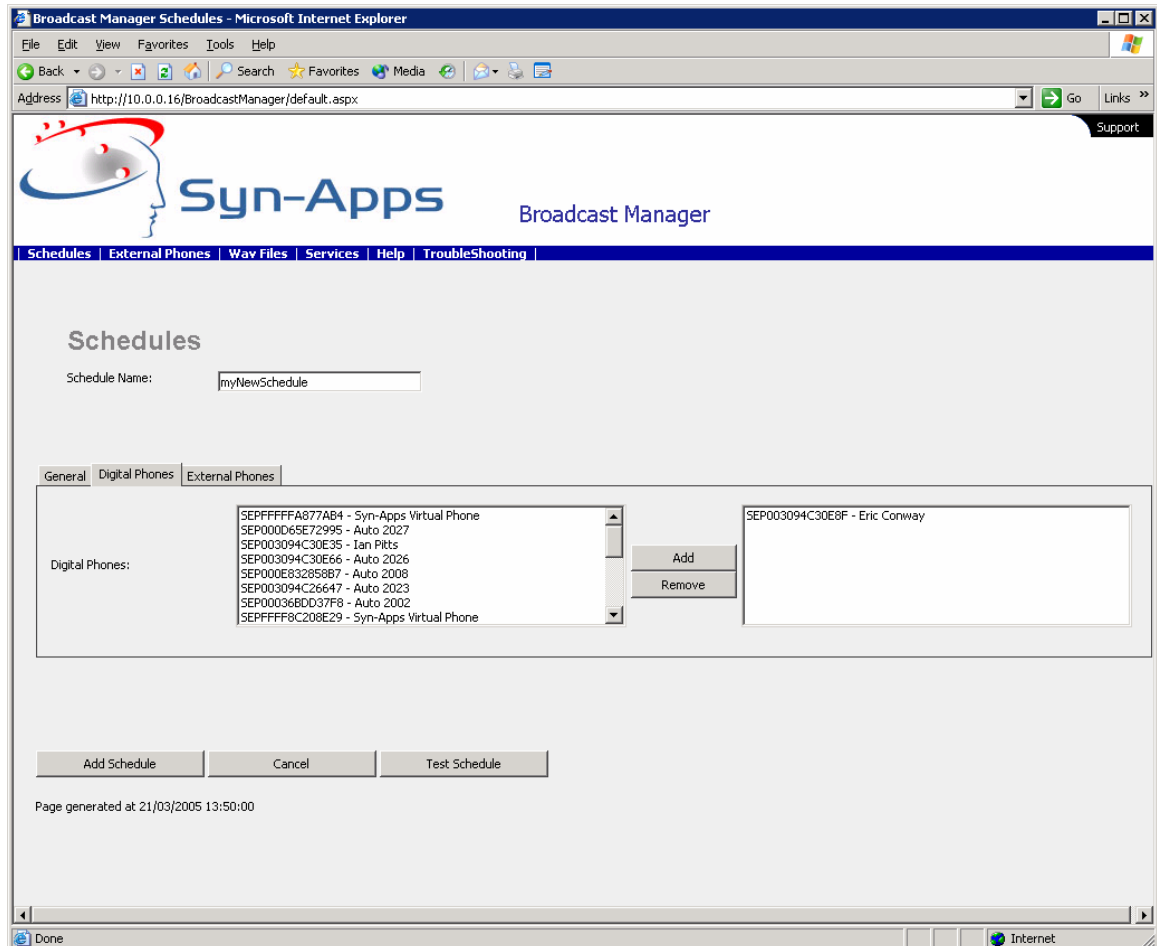 Broadcast Manager Schedules - Microsoft Internet Explorer
File Edit View Favorites Tools Help
Back Search Favorites Media
Address http://10.0.0.16/BroadcastManager/default.aspx Go Links »
Support
Syn-Apps
Broadcast Manager
| Schedules | External Phones | Wav Files | Services | Help | TroubleShooting |
Schedules
Schedule Name: myNewSchedule
General Digital Phones External Phones
Digital Phones:
SEPFFFFFA877AB4 - Syn-Apps Virtual Phone
SEP000D65E72995 - Auto 2027
SEP003094C30E35 - Ian Pitts
SEP003094C30E66 - Auto 2026
SEP000E832858B7 - Auto 2008
SEP003094C26647 - Auto 2023
SEP00036BDD37F8 - Auto 2002
SEPFFFF8C208E29 - Syn-Apps Virtual Phone
Add
Remove
SEP003094C30E8F - Eric Conway
Add Schedule Cancel Test Schedule
Page generated at 21/03/2005 13:50:00
Done Internet